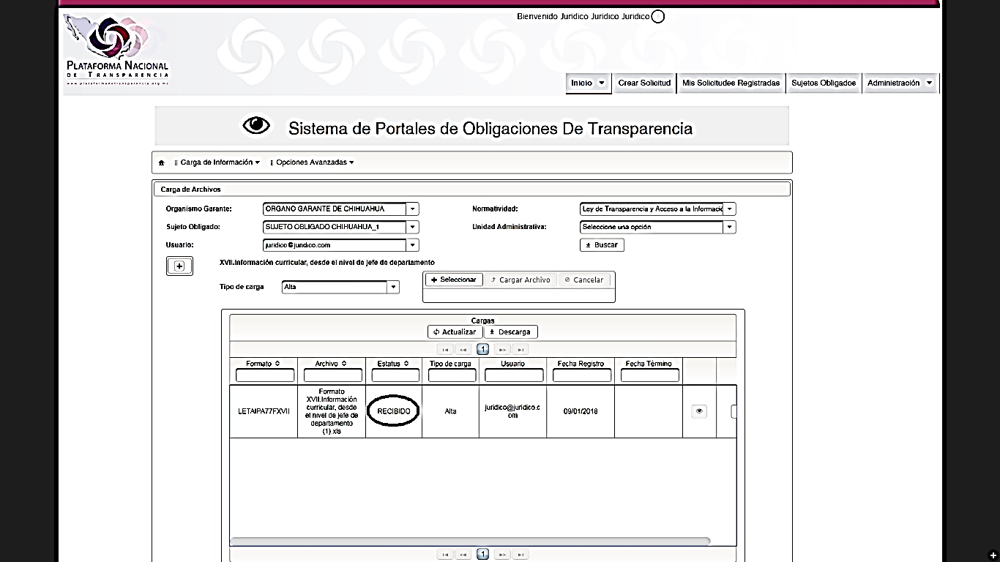 Bienvenido Juridico Juridico Juridico
PLATAFORMA NACIONAL
DE TRANSPARENCIA
www.plataformadetransparencia.org.mx
Inicio
Crear Solicitud
Mis Solicitudes Registradas
Sujetos Obligados
Administración
Sistema de Portales de Obligaciones De Transparencia
Carga de Información
Opciones Avanzadas
Carga de Archivos
Organismo Garante: ORGANO GARANTE DE CHIHUAHUA
Normatividad: Ley de Transparencia y Acceso a la Informació
Sujeto Obligado: SUJETO OBLIGADO CHIHUAHUA_1
Unidad Administrativa: Seleccione una opción
Usuario: juridico@juridico.com
Buscar
XVII.Información curricular, desde el nivel de jefe de departamento
Tipo de carga Alta
Seleccionar Cargar Archivo Cancelar
Cargas
Actualizar Descarga
1
Formato Archivo Estatus Tipo de carga Usuario Fecha Registro Fecha Término
LETAIPA77FXVII
Formato
XVII.Información
curricular, desde
el nivel de jefe de
departamento
(1).xls
RECIBIDO
Alta
juridico@juridico.c
om
09/01/2018
1